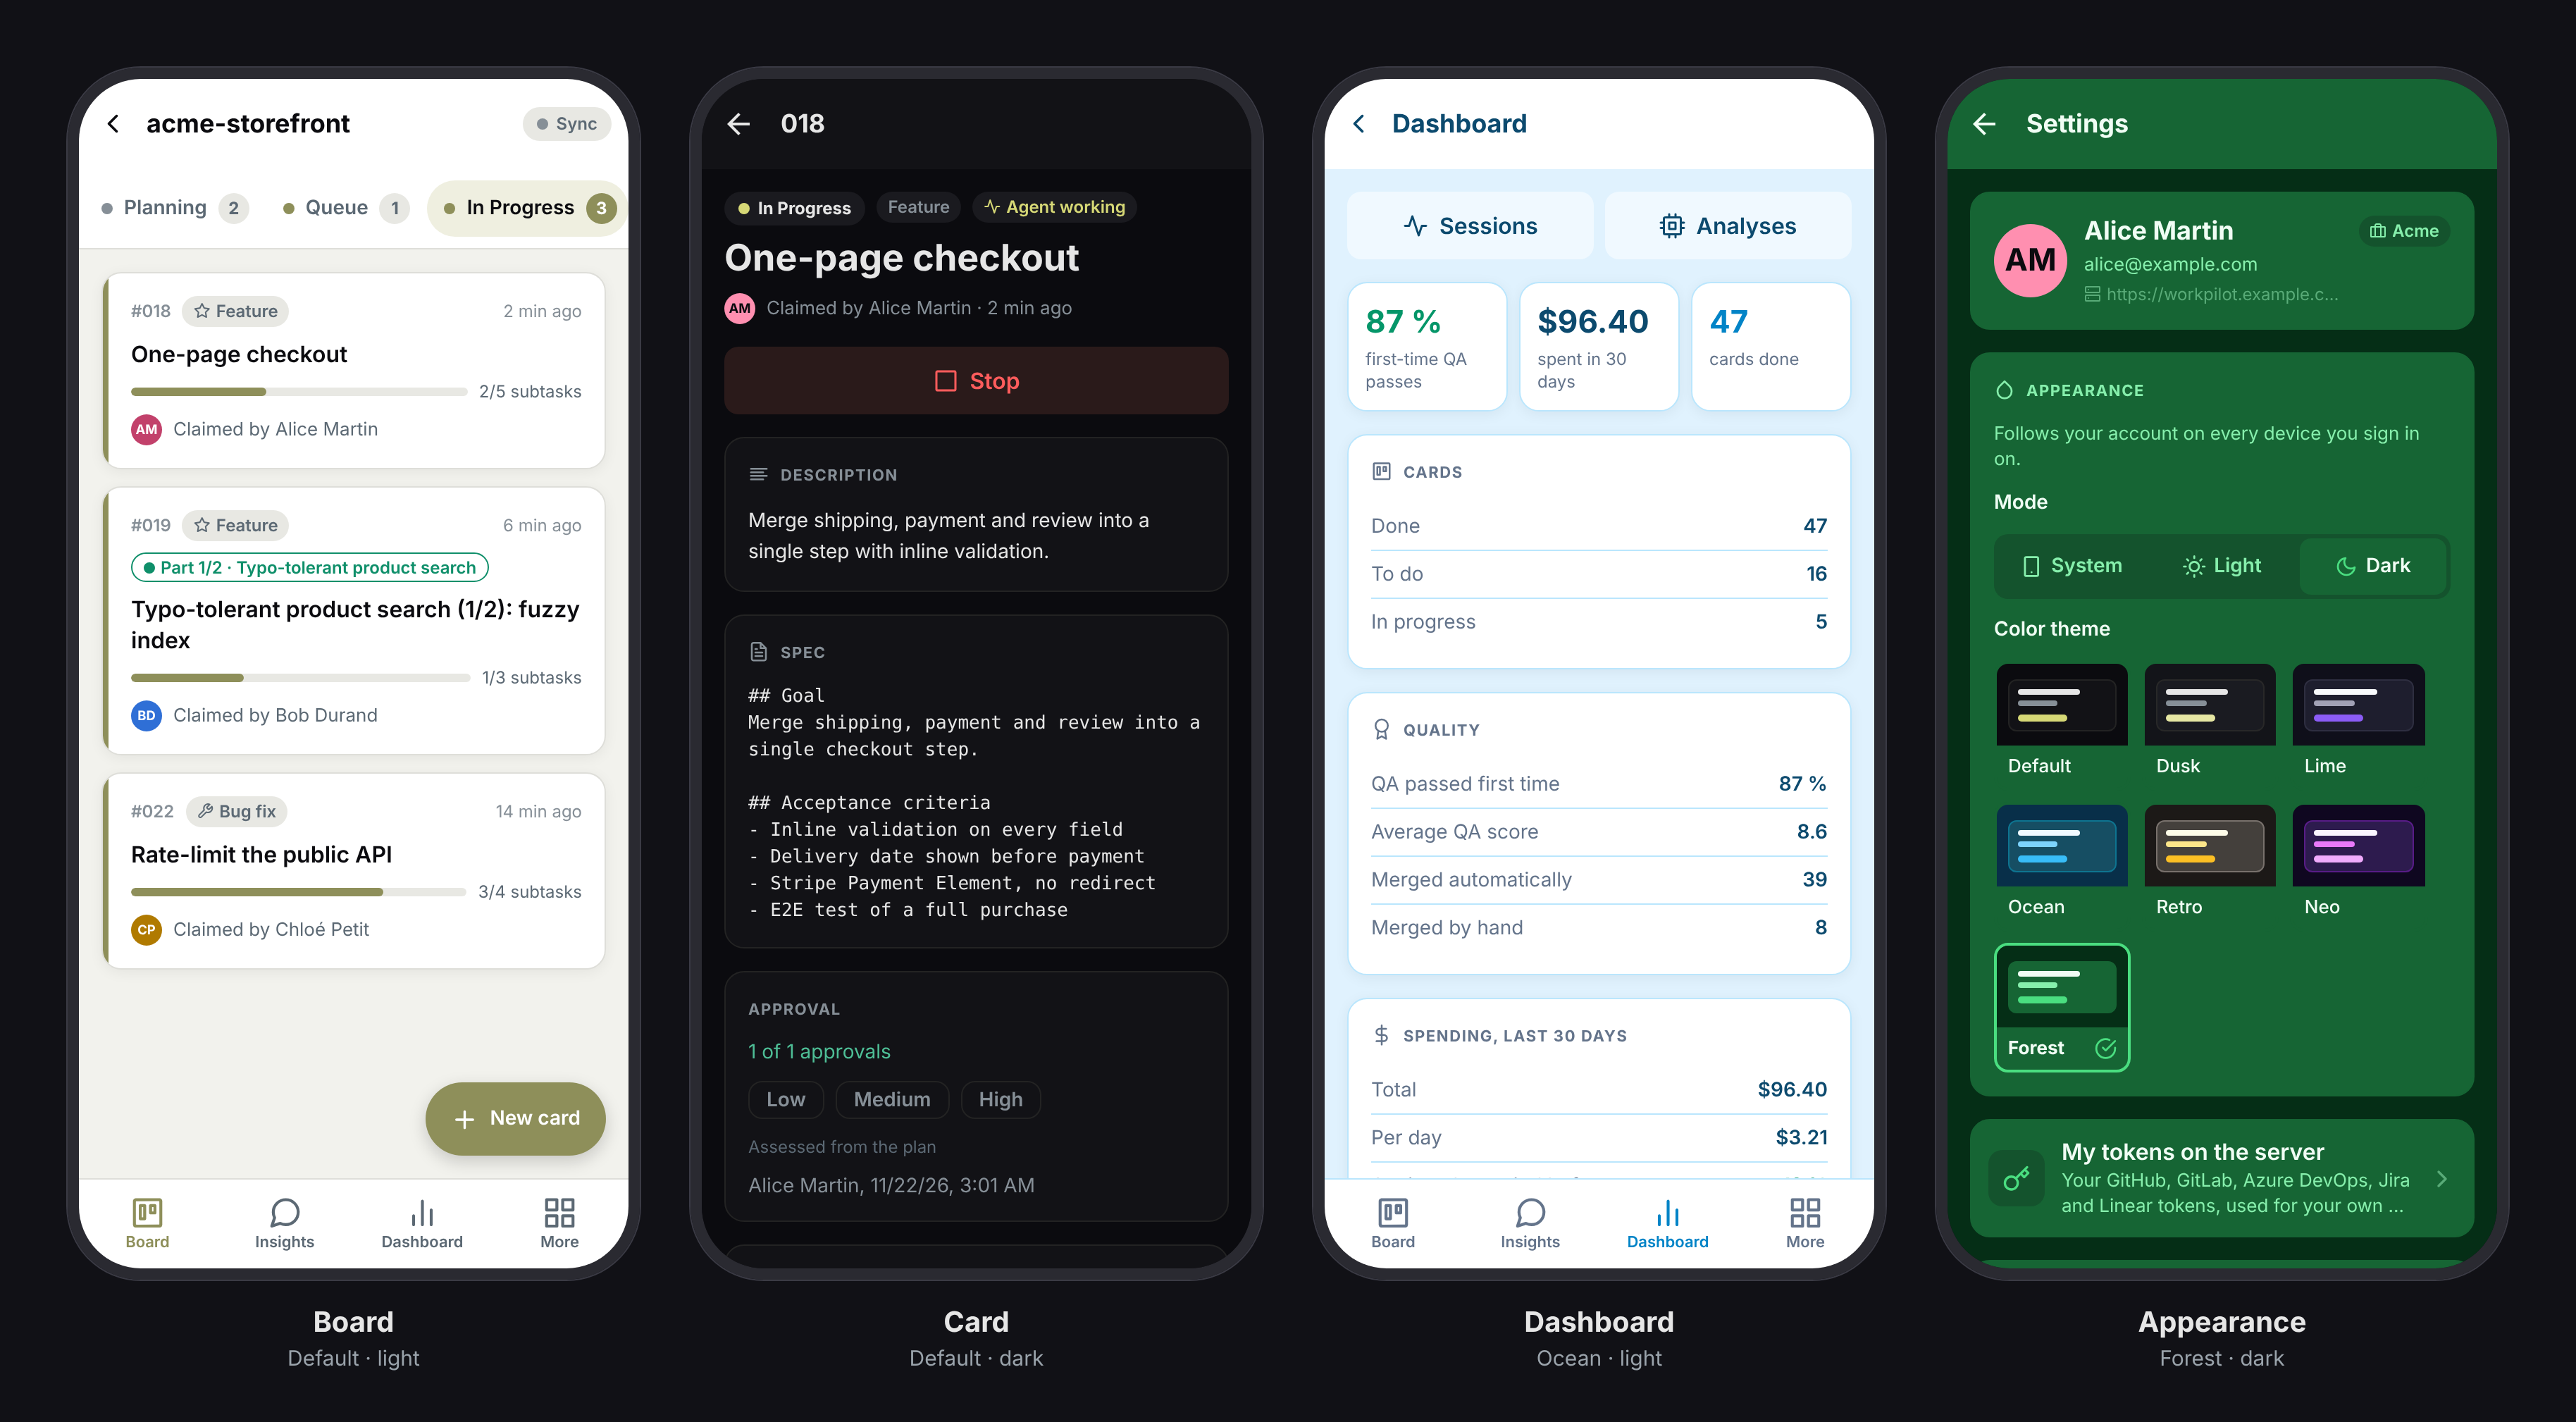 acme-storefront
Sync
Planning 2
Queue 1
In Progress 3
#018 Feature 2 min ago
One-page checkout
2/5 subtasks
AM Claimed by Alice Martin
#019 Feature 6 min ago
Part 1/2 · Typo-tolerant product search
Typo-tolerant product search (1/2): fuzzy
index
1/3 subtasks
BD Claimed by Bob Durand
#022 Bug fix 14 min ago
Rate-limit the public API
3/4 subtasks
CP Claimed by Chloé Petit
New card
Board
Insights
Dashboard
More
Board
Default · light
018
In Progress
Feature
Agent working
One-page checkout
AM Claimed by Alice Martin · 2 min ago
Stop
DESCRIPTION
Merge shipping, payment and review into a
single step with inline validation.
SPEC
## Goal
Merge shipping, payment and review into a
single checkout step.
## Acceptance criteria
- Inline validation on every field
- Delivery date shown before payment
- Stripe Payment Element, no redirect
- E2E test of a full purchase
APPROVAL
1 of 1 approvals
Low
Medium
High
Assessed from the plan
Alice Martin, 11/22/26, 3:01 AM
Card
Default · dark
Dashboard
Sessions
Analyses
87 %
first-time QA
passes
$96.40
spent in 30
days
47
cards done
CARDS
Done 47
To do 16
In progress 5
QUALITY
QA passed first time 87 %
Average QA score 8.6
Merged automatically 39
Merged by hand 8
SPENDING, LAST 30 DAYS
Total $96.40
Per day $3.21
Board
Insights
Dashboard
More
Dashboard
Ocean · light
Settings
AM
Alice Martin
Acme
alice@example.com
https://workpilot.example.c...
APPEARANCE
Follows your account on every device you sign in
on.
Mode
System
Light
Dark
Color theme
Default
Dusk
Lime
Ocean
Retro
Neo
Forest
My tokens on the server
Your GitHub, GitLab, Azure DevOps, Jira
and Linear tokens, used for your own ...
Appearance
Forest · dark